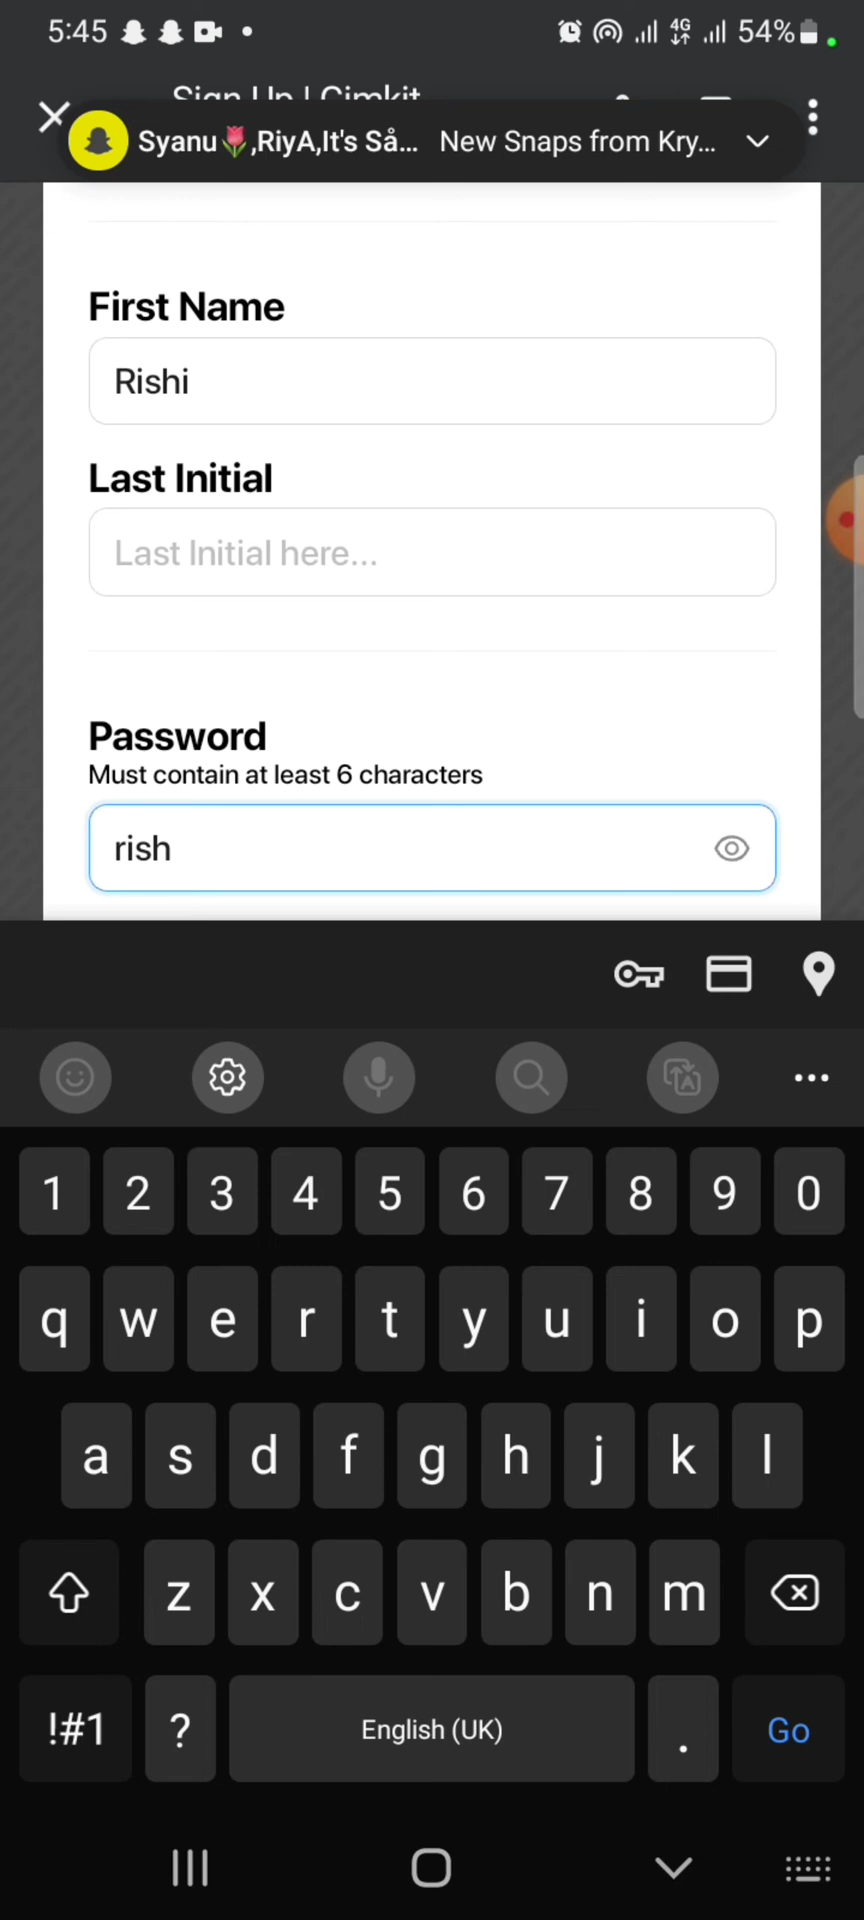 5:45 4G 54%
Sign Up | Gimkit
Syanu🌷,RiyA,It's Så... New Snaps from Kry...
First Name
Rishi
Last Initial
Last Initial here...
Password
Must contain at least 6 characters
rish
1 2 3 4 5 6 7 8 9 0
q w e r t y u i o p
a s d f g h j k l
z x c v b n m
!#1 ? English (UK) . Go